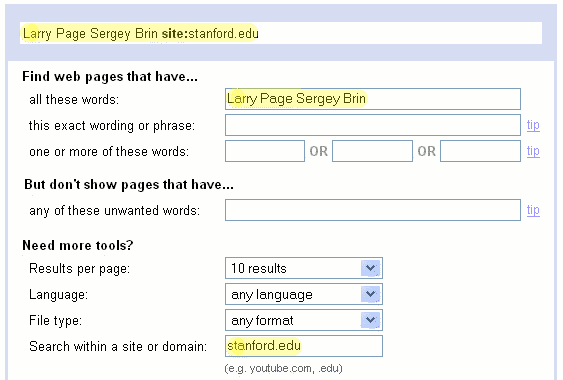 Larry Page Sergey Brin site:stanford.edu
Find web pages that have...
all these words: Larry Page Sergey Brin
this exact wording or phrase: tip
one or more of these words: OR OR tip
But don't show pages that have...
any of these unwanted words: tip
Need more tools?
Results per page: 10 results
Language: any language
File type: any format
Search within a site or domain: stanford.edu
(e.g. youtube.com, .edu)